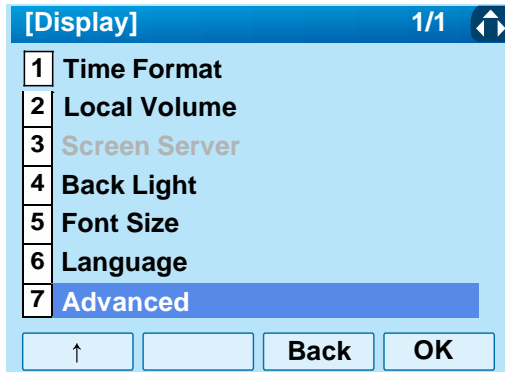 [Display] 1/1
1 Time Format
2 Local Volume
3 Screen Server
4 Back Light
5 Font Size
6 Language
7 Advanced
↑ Back OK